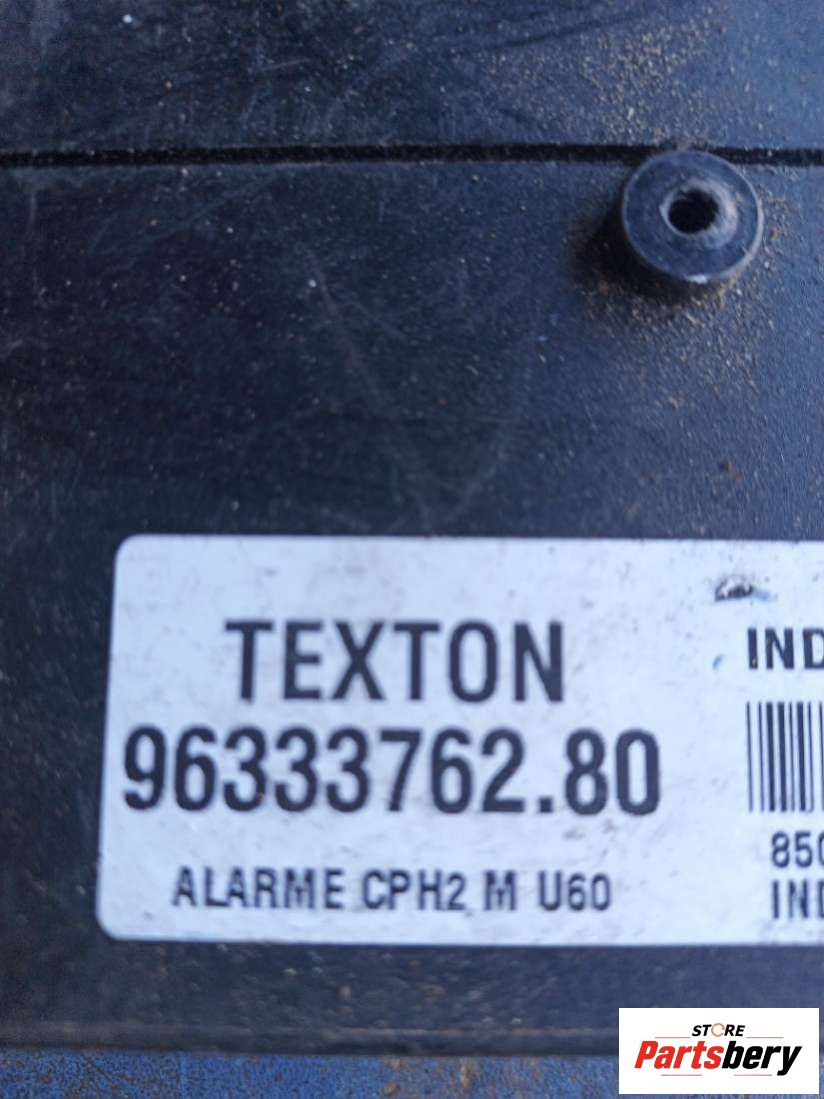 TEXTON
96333762.80
ALARME CPH2 M U60
IND
850
IND
STORE
Partsbery